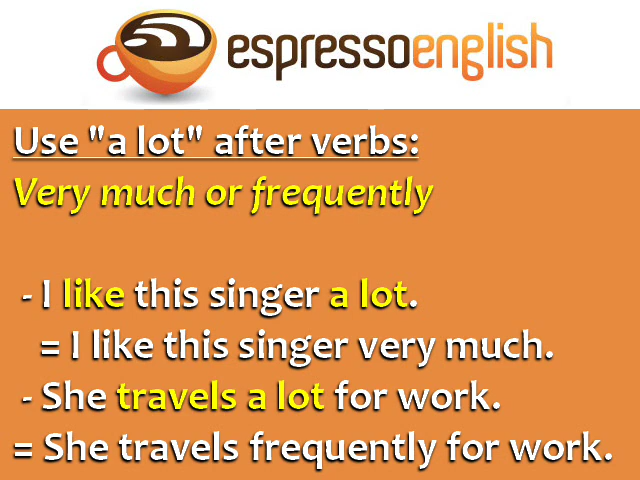 espressoenglish
Use "a lot" after verbs:
Very much or frequently
- I like this singer a lot.
= I like this singer very much.
- She travels a lot for work.
= She travels frequently for work.